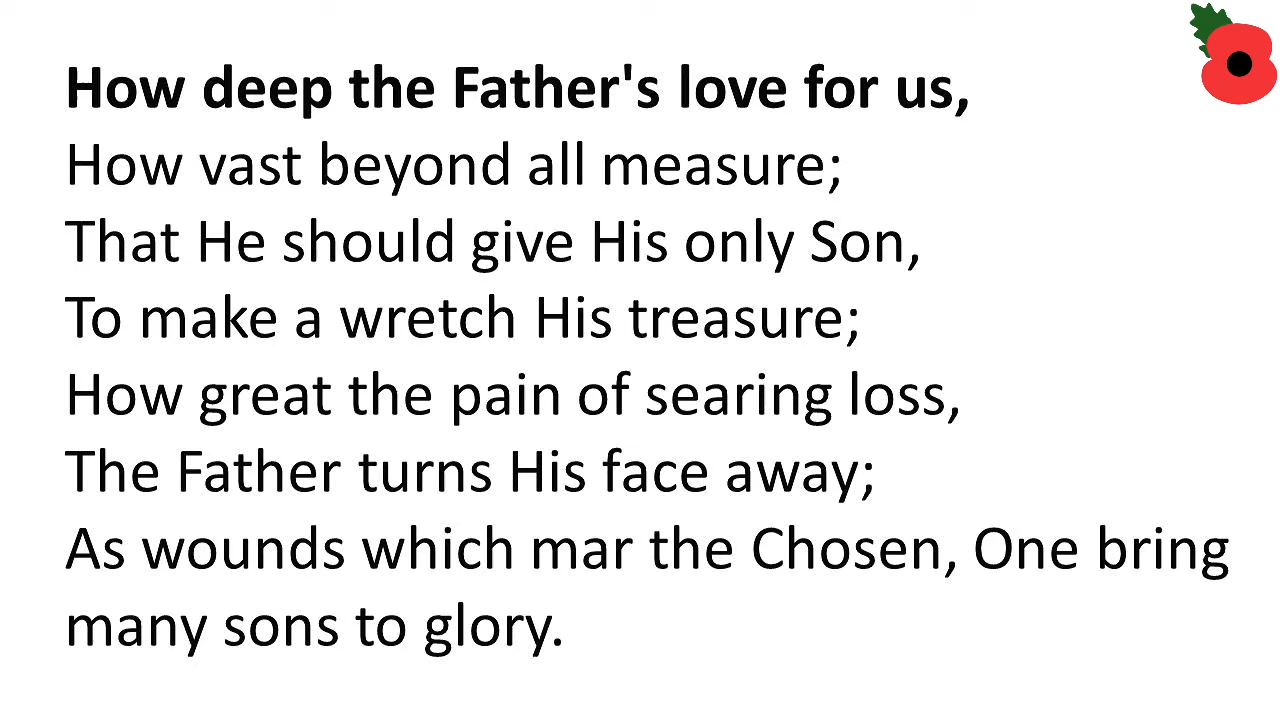 How deep the Father's love for us,
How vast beyond all measure;
That He should give His only Son,
To make a wretch His treasure;
How great the pain of searing loss,
The Father turns His face away;
As wounds which mar the Chosen, One bring
many sons to glory.